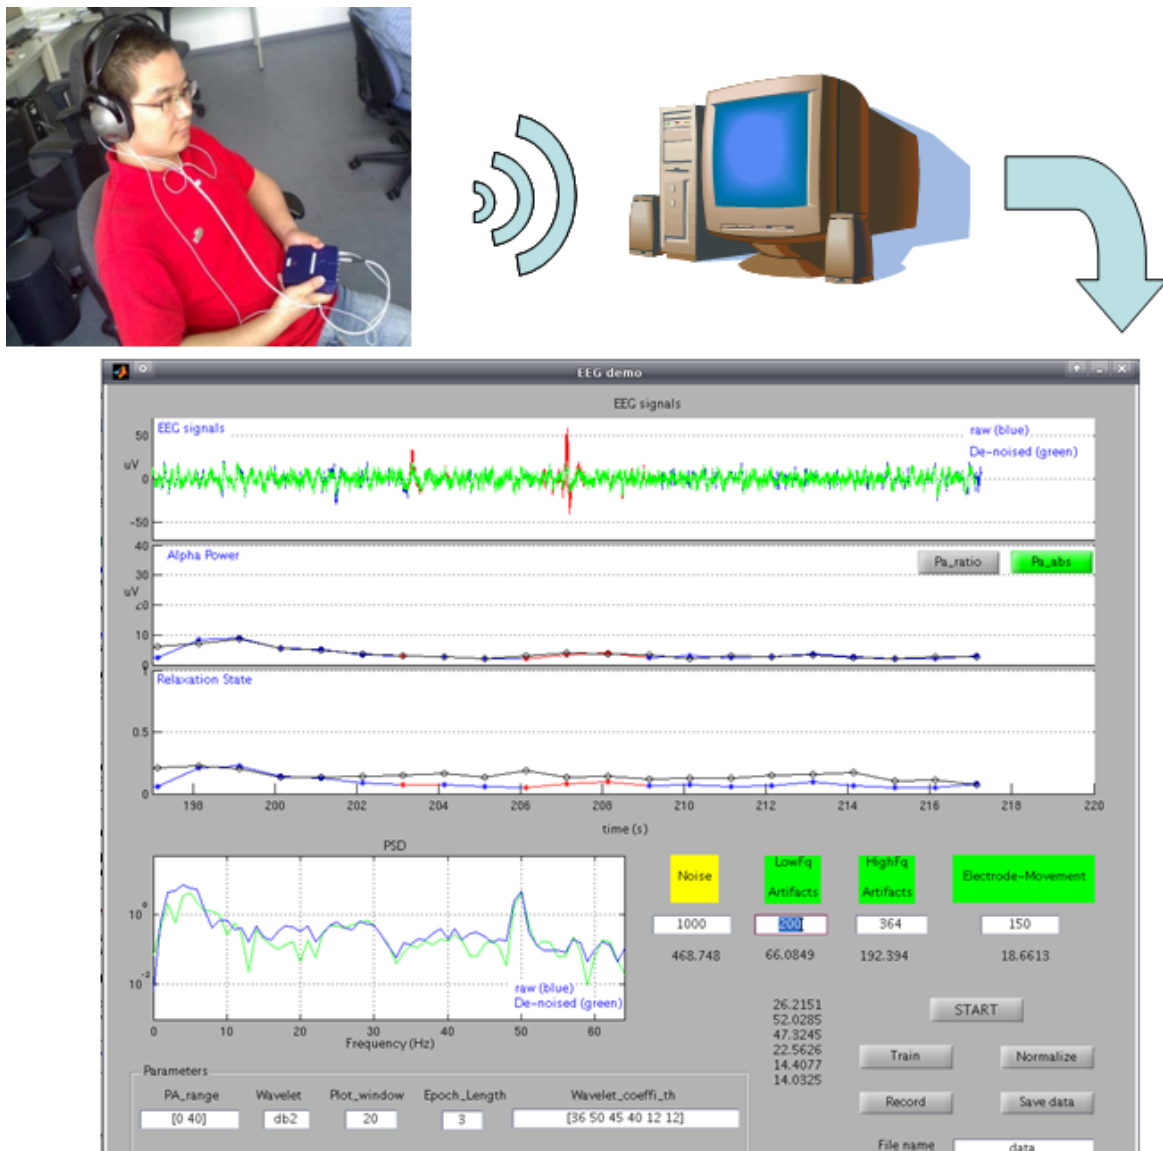 EEG demo
EEG signals
EEG signals
raw (blue)
De-noised (green)
50
uV
0
-50
40
Alpha Power
Pa_ratio
Pa_abs
30
uV
20
10
0
1
Relaxation State
0.5
0
198 200 202 204 206 208 210 212 214 216 218 220
time (s)
PSD
10^0
10^-2
raw (blue)
De-noised (green)
0 10 20 30 40 50 60
Frequency (Hz)
Noise
LowFq
Artifacts
HighFq
Artifacts
Electrode-Movement
1000 200 364 150
468.748 66.0849 192.394 18.6613
26.2151
52.0285
47.3245
22.5626
14.4077
14.0325
START
Train
Normalize
Record
Save data
File name
data
Parameters
PA_range Wavelet Plot_window Epoch_Length Wavelet_coeffi_th
[0 40] db2 20 3 [36 50 45 40 12 12]